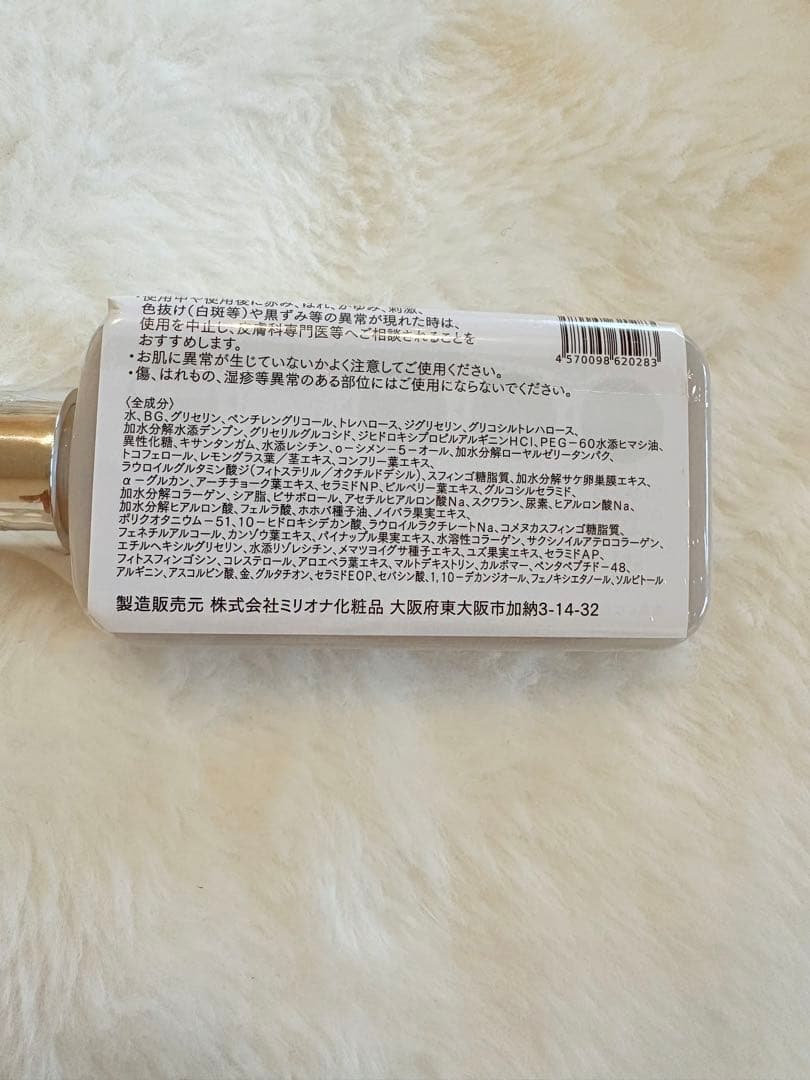 ・使用中や使用後に赤み、はれ、かゆみ、刺激、
色抜け(白斑等)や黒ずみ等の異常が現れた時は、
使用を中止し、皮膚科専門医等へご相談されることを
おすすめします。
・お肌に異常が生じていないかよく注意してご使用ください。
・傷、はれもの、湿疹等異常のある部位にはご使用にならないでください。
4 570098 620283
〈全成分〉
水、BG、グリセリン、ペンチレングリコール、トレハロース、ジグリセリン、グリコシルトレハロース、
加水分解水添デンプン、グリセリルグルコシド、ジヒドロキシプロピルアルギニンHCl、PEG-60水添ヒマシ油、
異性化糖、キサンタンガム、水添レシチン、o-シメン-5-オール、加水分解ローヤルゼリータンパク、
トコフェロール、レモングラス葉/茎エキス、コンフリー葉エキス、
ラウロイルグルタミン酸ジ(フィトステリル/オクチルドデシル)、スフィンゴ糖脂質、加水分解サケ卵巣膜エキス、
α-グルカン、アーチチョーク葉エキス、セラミドNP、ビルベリー葉エキス、グルコシルセラミド、
加水分解コラーゲン、シア脂、ビサボロール、アセチルヒアルロン酸Na、スクワラン、尿素、ヒアルロン酸Na、
加水分解ヒアルロン酸、フェルラ酸、ホホバ種子油、ノイバラ果実エキス、
ポリクオタニウム-51、10-ヒドロキシデカン酸、ラウロイルラクチレートNa、コメヌカスフィンゴ糖脂質、
フェネチルアルコール、カンゾウ葉エキス、パイナップル果実エキス、水溶性コラーゲン、サクシノイルアテロコラーゲン、
エチルヘキシルグリセリン、水添リゾレシチン、メマツヨイグサ種子エキス、ユズ果実エキス、セラミドAP、
フィトスフィンゴシン、コレステロール、アロエベラ葉エキス、マルトデキストリン、カルボマー、ペンタペプチド-48、
アルギニン、アスコルビン酸、金、グルタチオン、セラミドEOP、セバシン酸、1,10-デカンジオール、フェノキシエタノール、ソルビトール
製造販売元 株式会社ミリオナ化粧品 大阪府東大阪市加納3-14-32